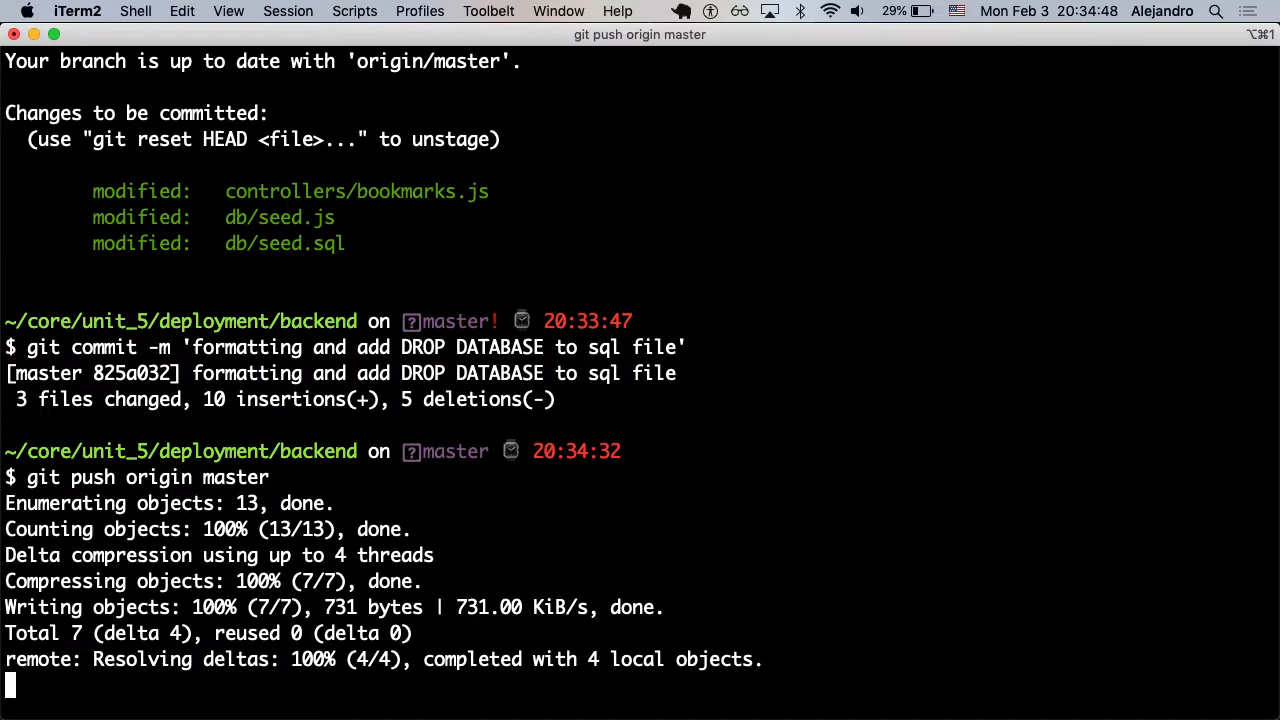 iTerm2 Shell Edit View Session Scripts Profiles Toolbelt Window Help 29% Mon Feb 3 20:34:48 Alejandro
git push origin master ⌥⌘1
Your branch is up to date with 'origin/master'.
Changes to be committed:
(use "git reset HEAD <file>..." to unstage)
modified: controllers/bookmarks.js
modified: db/seed.js
modified: db/seed.sql
~/core/unit_5/deployment/backend on master! 20:33:47
$ git commit -m 'formatting and add DROP DATABASE to sql file'
[master 825a032] formatting and add DROP DATABASE to sql file
3 files changed, 10 insertions(+), 5 deletions(-)
~/core/unit_5/deployment/backend on master 20:34:32
$ git push origin master
Enumerating objects: 13, done.
Counting objects: 100% (13/13), done.
Delta compression using up to 4 threads
Compressing objects: 100% (7/7), done.
Writing objects: 100% (7/7), 731 bytes | 731.00 KiB/s, done.
Total 7 (delta 4), reused 0 (delta 0)
remote: Resolving deltas: 100% (4/4), completed with 4 local objects.